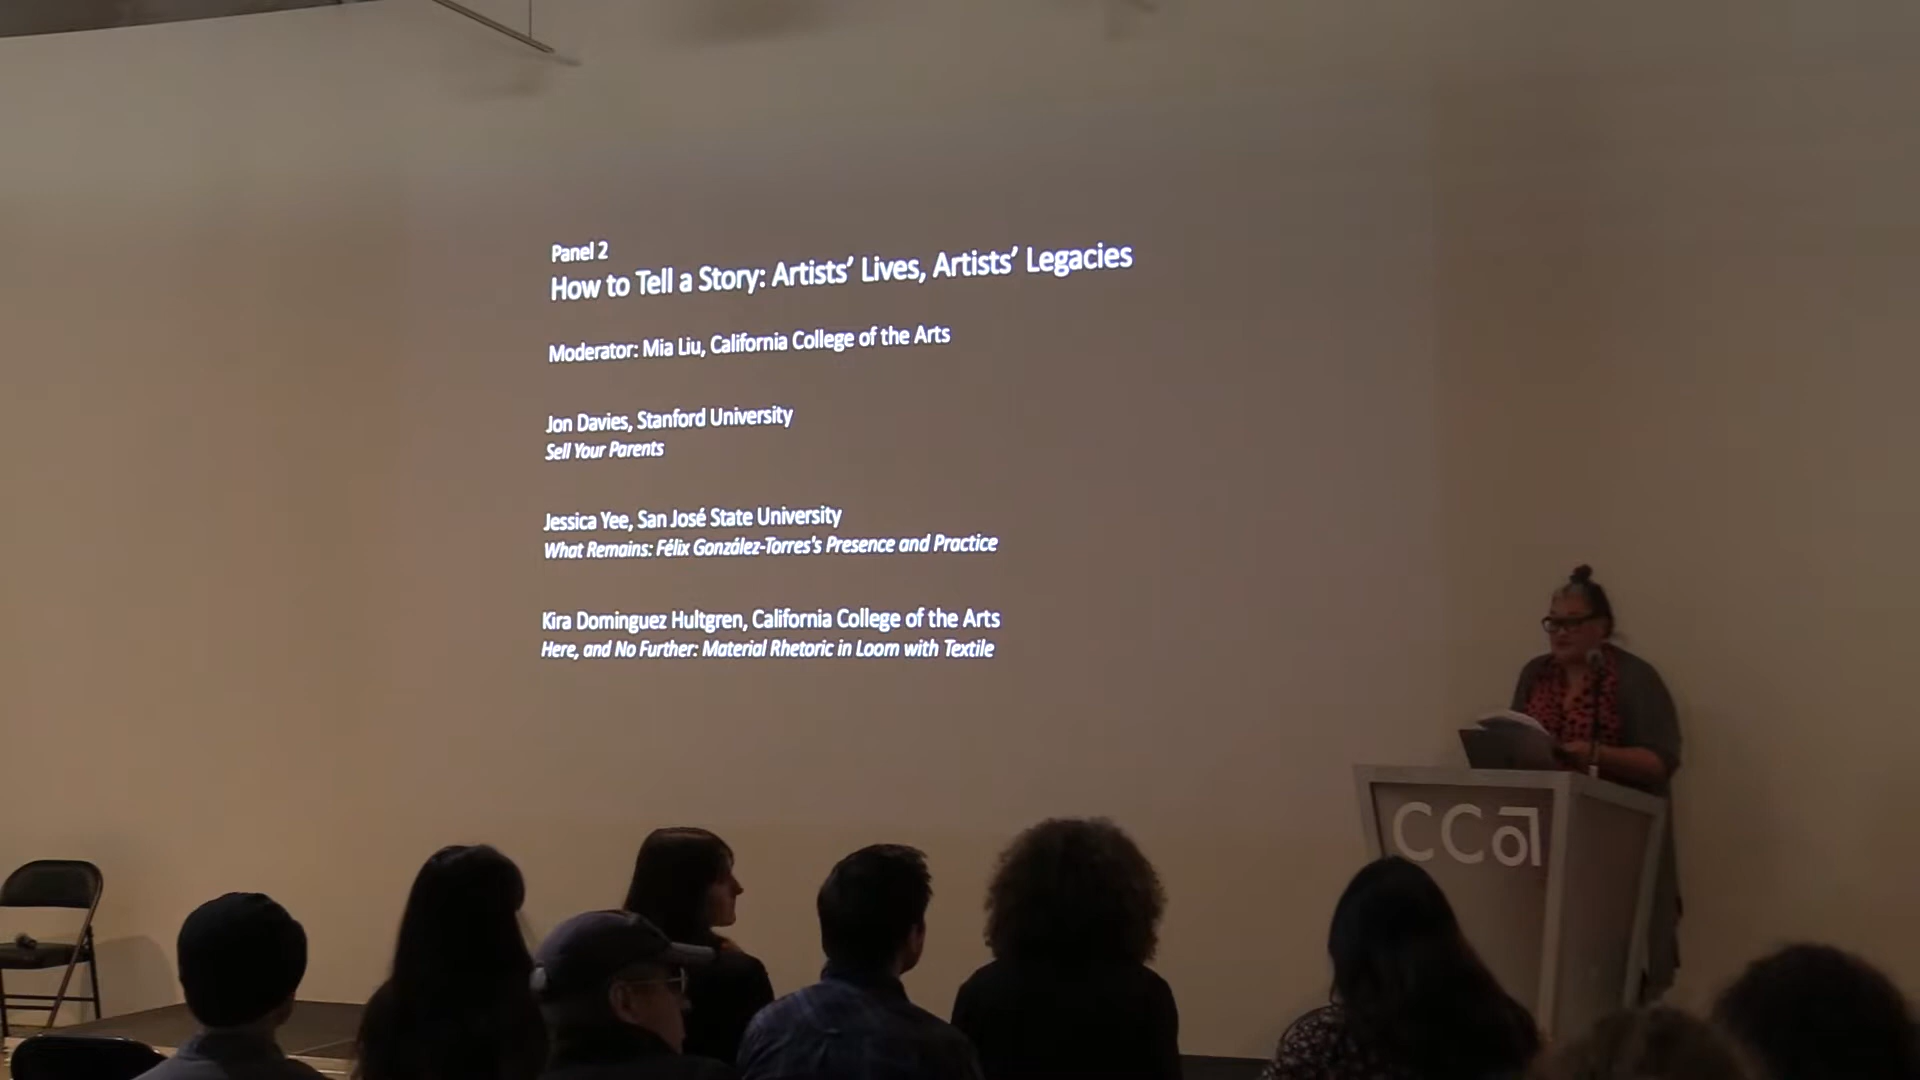 Panel 2
How to Tell a Story: Artists’ Lives, Artists’ Legacies
Moderator: Mia Liu, California College of the Arts
Jon Davies, Stanford University
Sell Your Parents
Jessica Yee, San José State University
What Remains: Félix González-Torres's Presence and Practice
Kira Dominguez Hultgren, California College of the Arts
Here, and No Further: Material Rhetoric in Loom with Textile
CCA